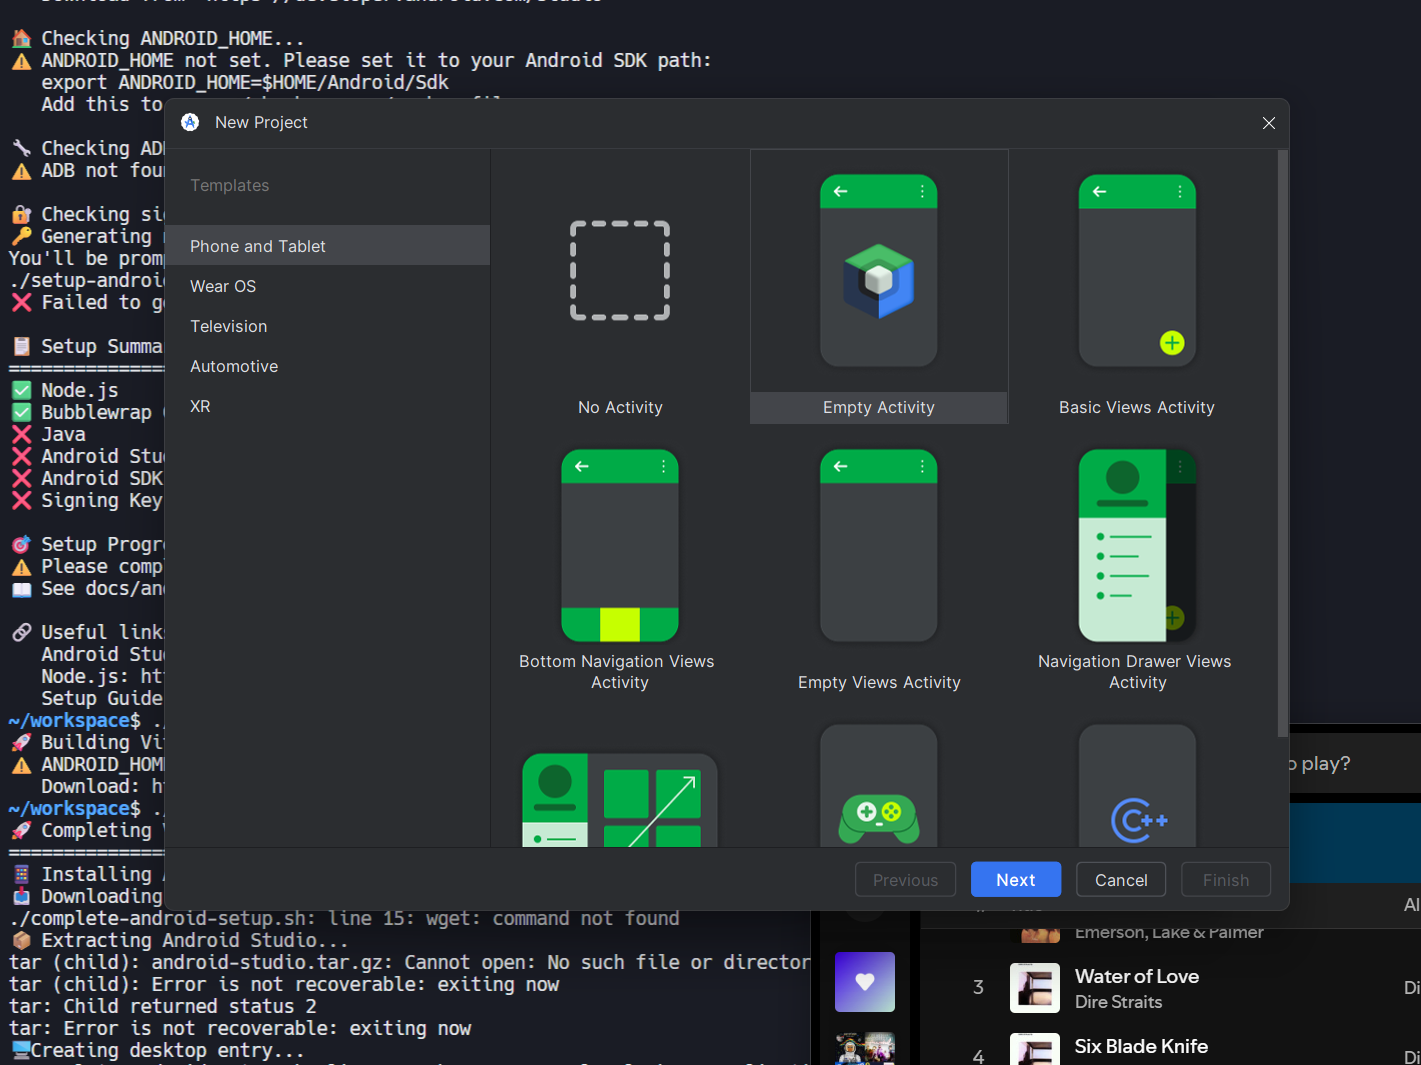 🏠 Checking ANDROID_HOME...
⚠️ ANDROID_HOME not set. Please set it to your Android SDK path:
export ANDROID_HOME=$HOME/Android/Sdk
Add this to
🔧 Checking AD
⚠️ ADB not fou
🔐 Checking si
🔑 Generating
You'll be prom
./setup-androi
❌ Failed to g
📋 Setup Summa
===============
✅ Node.js
✅ Bubblewrap
❌ Java
❌ Android Stu
❌ Android SDK
❌ Signing Key
🎯 Setup Progr
⚠️ Please comp
📖 See docs/an
🔗 Useful link
Android Stu
Node.js: ht
Setup Guide
~/workspace$ .
🚀 Building Vi
⚠️ ANDROID_HOM
Download: h
~/workspace$ .
🚀 Completing
===============
📱 Installing
📥 Downloading
./complete-android-setup.sh: line 15: wget: command not found
📦 Extracting Android Studio...
tar (child): android-studio.tar.gz: Cannot open: No such file or director
tar (child): Error is not recoverable: exiting now
tar: Child returned status 2
tar: Error is not recoverable: exiting now
🖥️Creating desktop entry...
New Project
Templates
Phone and Tablet
Wear OS
Television
Automotive
XR
No Activity
Empty Activity
Basic Views Activity
Bottom Navigation Views
Activity
Empty Views Activity
Navigation Drawer Views
Activity
C++
Previous
Next
Cancel
Finish
o play?
Al
Emerson, Lake & Palmer
3
Water of Love
Dire Straits
Di
4
Six Blade Knife
Di